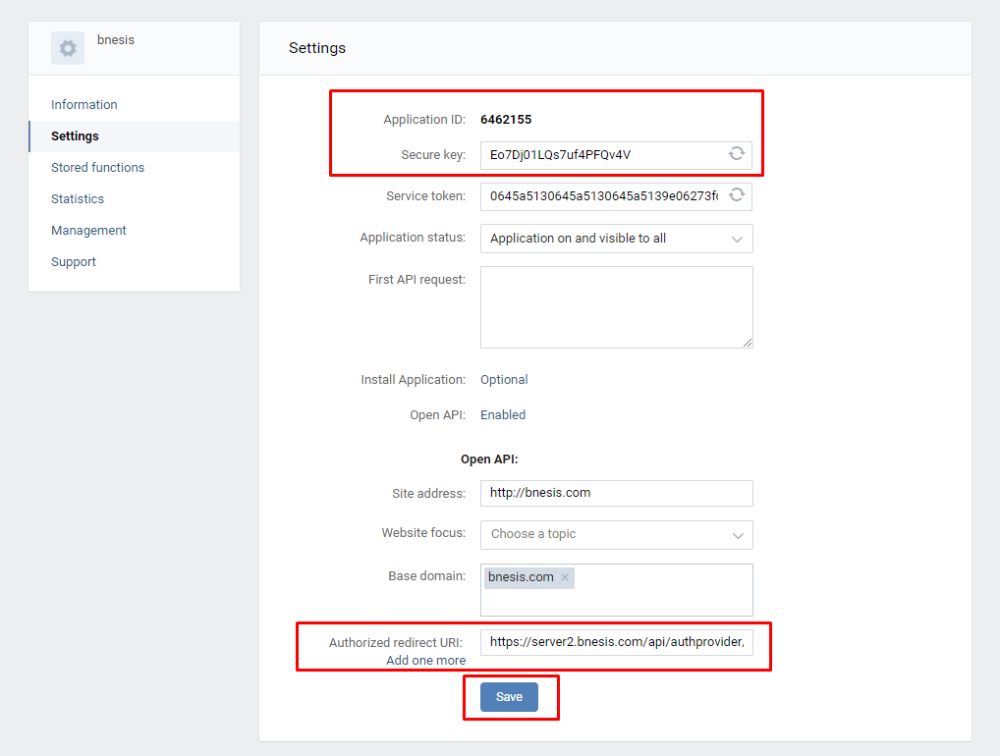 bnesis
Information
Settings
Stored functions
Statistics
Management
Support
Settings
Application ID: 6462155
Secure key: Eo7Dj01LQs7uf4PFQv4V
Service token: 0645a5130645a5130645a5139e06273f
Application status: Application on and visible to all
First API request:
Install Application: Optional
Open API: Enabled
Open API:
Site address: http://bnesis.com
Website focus: Choose a topic
Base domain: bnesis.com ×
Authorized redirect URI: https://server2.bnesis.com/api/authprovider/
Add one more
Save